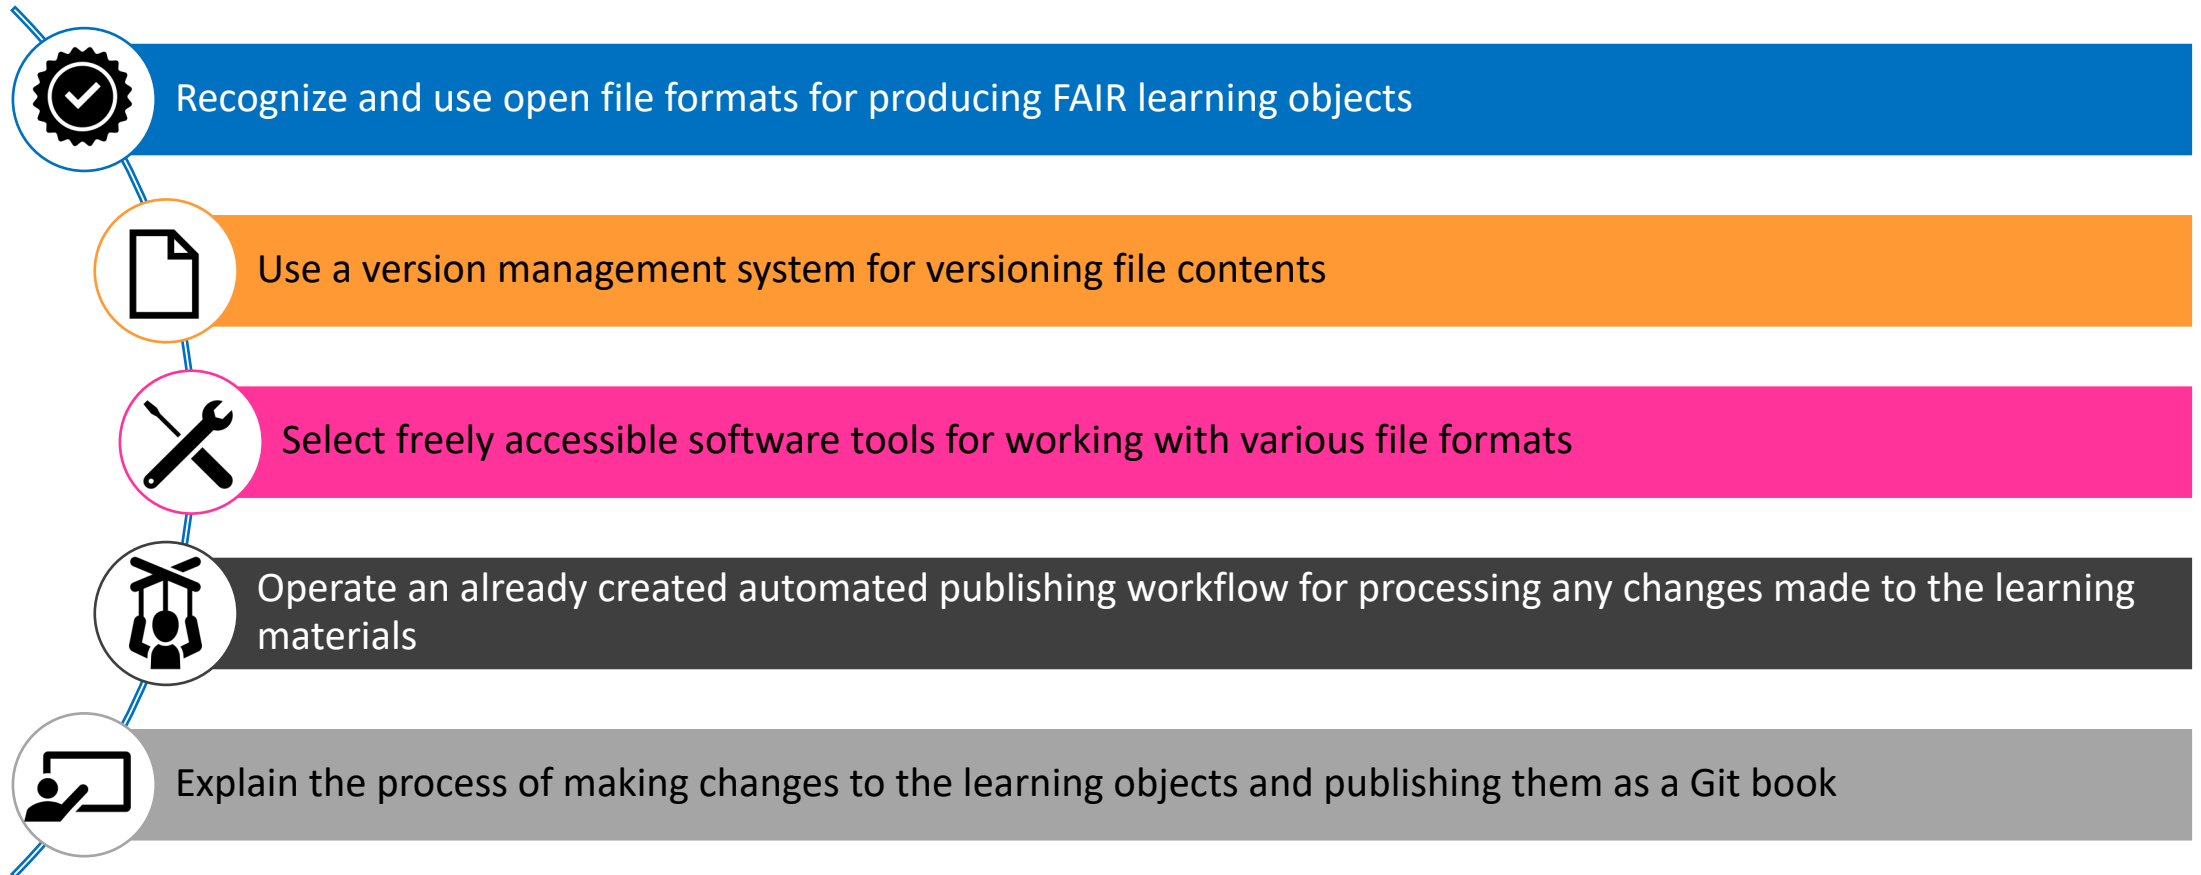 Recognize and use open file formats for producing FAIR learning objects
Use a version management system for versioning file contents
Select freely accessible software tools for working with various file formats
Operate an already created automated publishing workflow for processing any changes made to the learning
materials
Explain the process of making changes to the learning objects and publishing them as a Git book